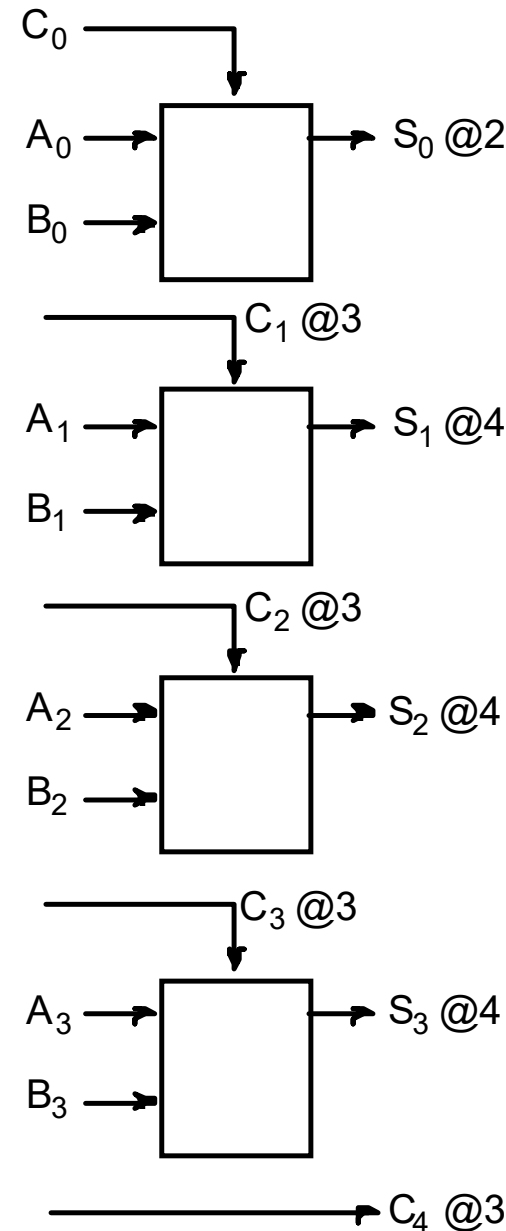 C₀
A₀ S₀ @2
B₀
C₁ @3
A₁ S₁ @4
B₁
C₂ @3
A₂ S₂ @4
B₂
C₃ @3
A₃ S₃ @4
B₃
C₄ @3